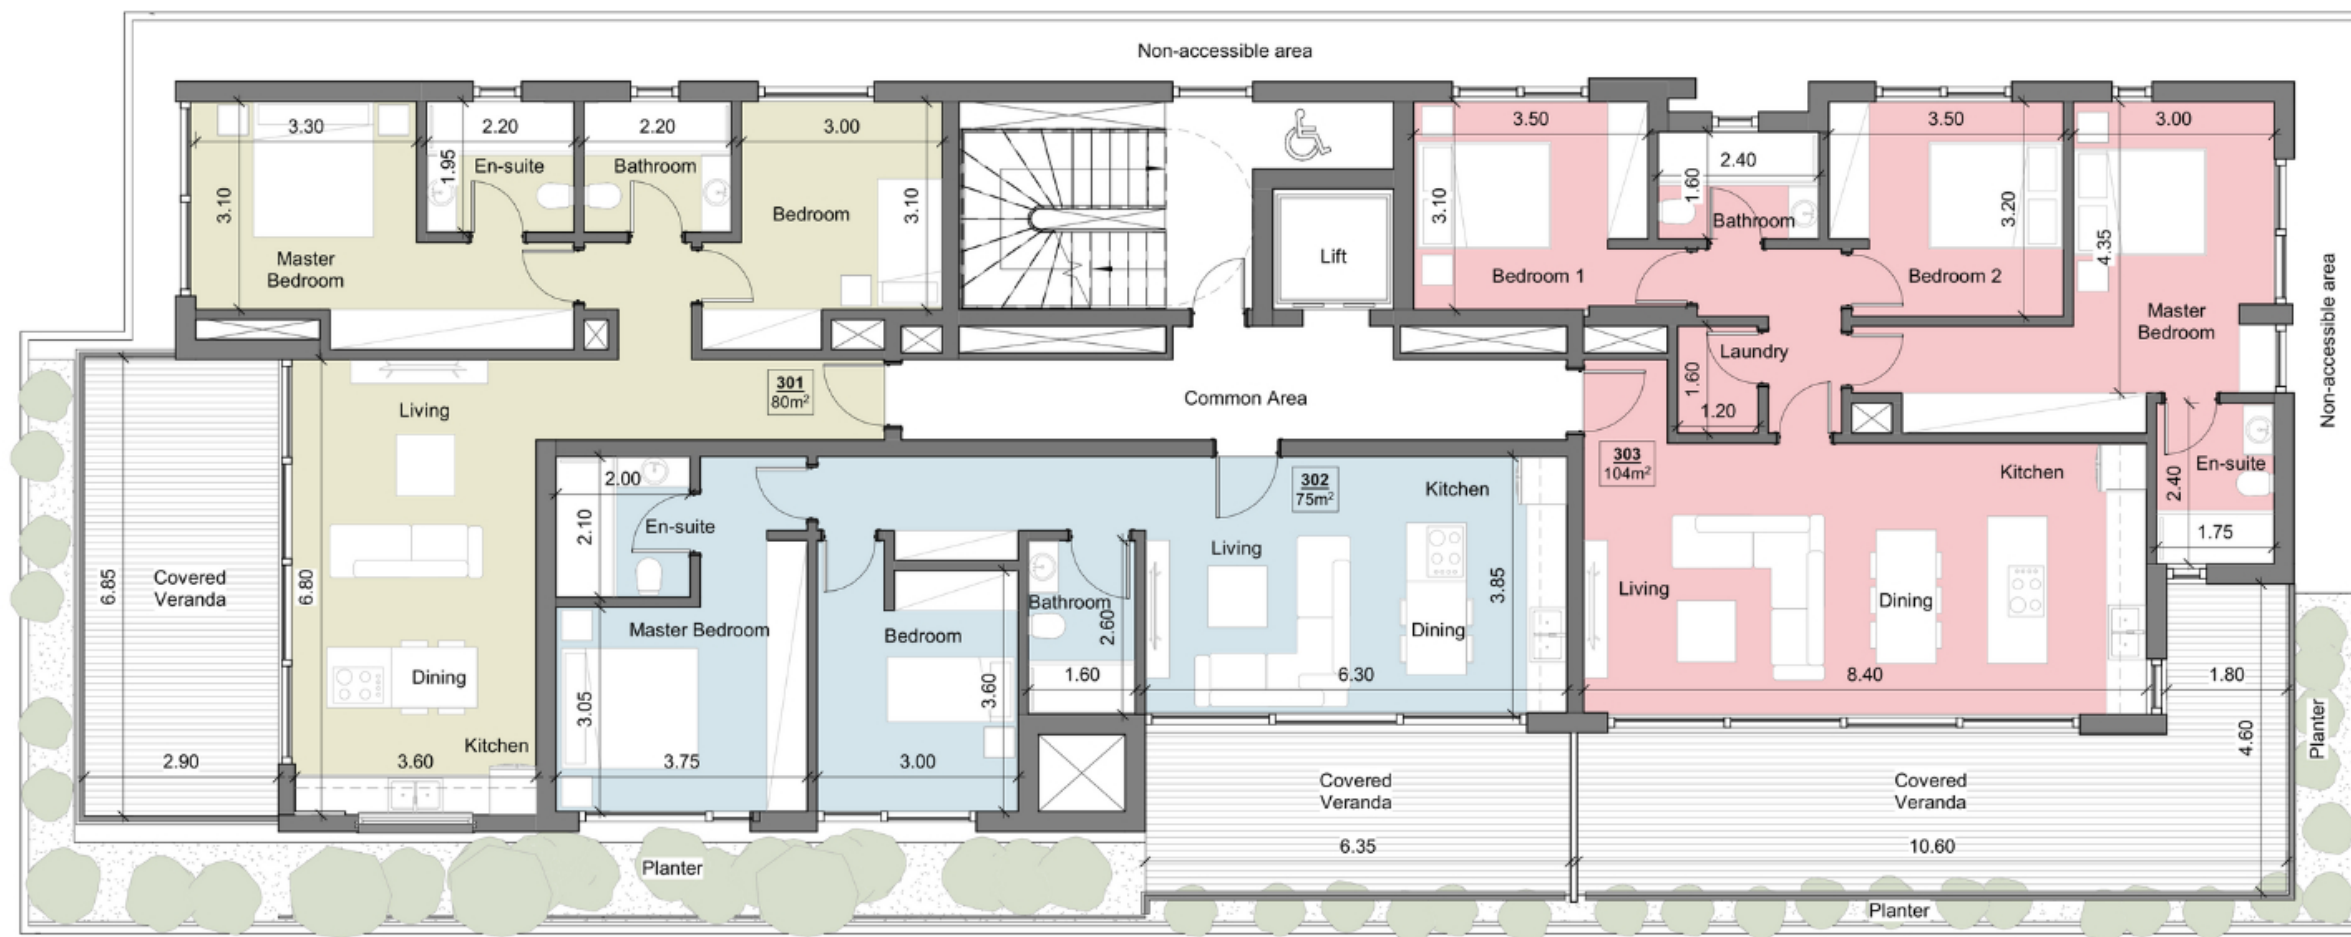 Non-accessible area
3.30
2.20
2.20
3.00
1.95
En-suite
Bathroom
3.10
Bedroom
3.10
Master
Bedroom
Lift
3.50
2.40
3.50
3.00
1.60
3.10
Bathroom
3.20
4.35
Bedroom 1
Bedroom 2
Master
Bedroom
Non-accessible area
Laundry
1.60
1.20
301
80m²
Living
Common Area
6.85
Covered
Veranda
6.80
Dining
Kitchen
2.90
3.60
2.00
2.10
En-suite
Master Bedroom
3.05
3.75
Bedroom
3.60
3.00
Bathroom
2.60
1.60
302
75m²
Kitchen
Living
3.85
Dining
6.30
303
104m²
Kitchen
Living
Dining
8.40
En-suite
2.40
1.75
1.80
4.60
Planter
Covered
Veranda
6.35
Covered
Veranda
10.60
Planter
Planter